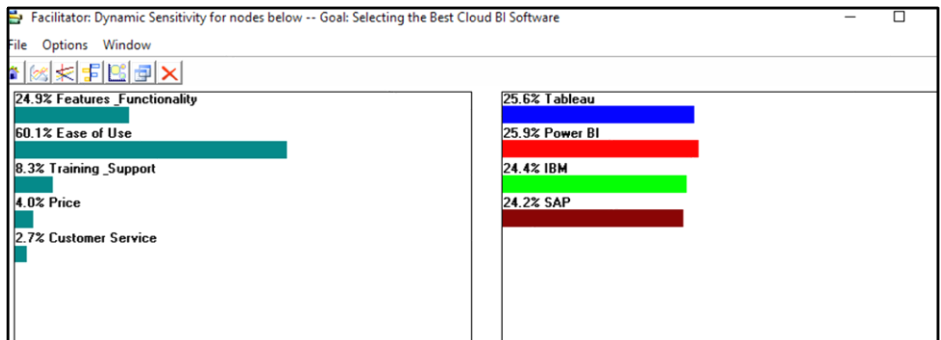 Facilitator: Dynamic Sensitivity for nodes below -- Goal: Selecting the Best Cloud BI Software
File Options Window
24.9% Features _Functionality
60.1% Ease of Use
8.3% Training _Support
4.0% Price
2.7% Customer Service
25.6% Tableau
25.9% Power BI
24.4% IBM
24.2% SAP